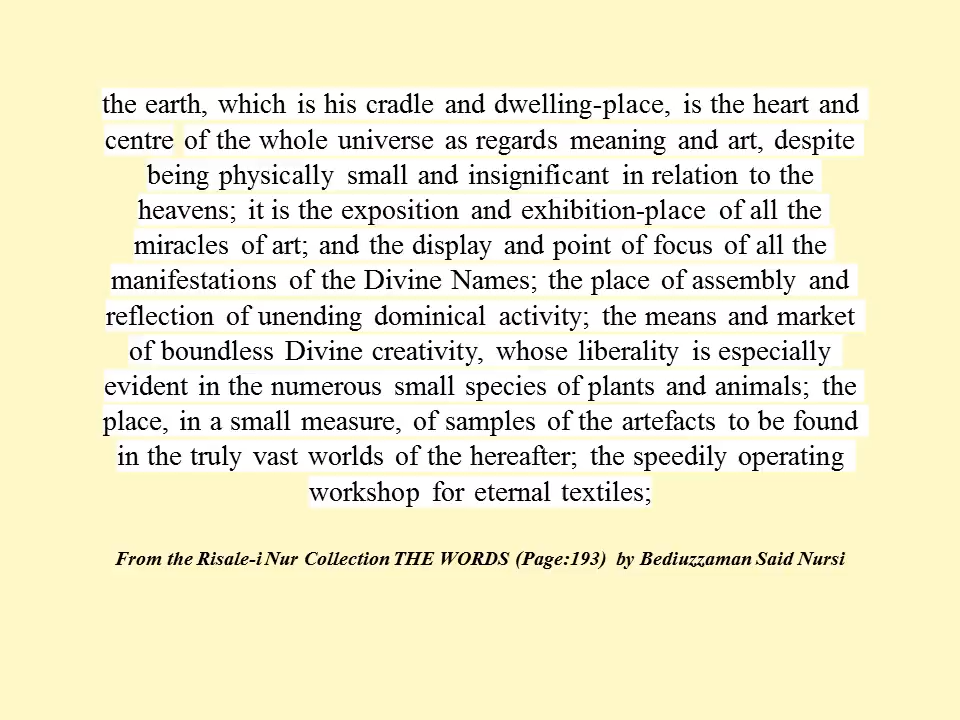 the earth, which is his cradle and dwelling-place, is the heart and
centre of the whole universe as regards meaning and art, despite
being physically small and insignificant in relation to the
heavens; it is the exposition and exhibition-place of all the
miracles of art; and the display and point of focus of all the
manifestations of the Divine Names; the place of assembly and
reflection of unending dominical activity; the means and market
of boundless Divine creativity, whose liberality is especially
evident in the numerous small species of plants and animals; the
place, in a small measure, of samples of the artefacts to be found
in the truly vast worlds of the hereafter; the speedily operating
workshop for eternal textiles;
From the Risale-i Nur Collection THE WORDS (Page:193) by Bediuzzaman Said Nursi